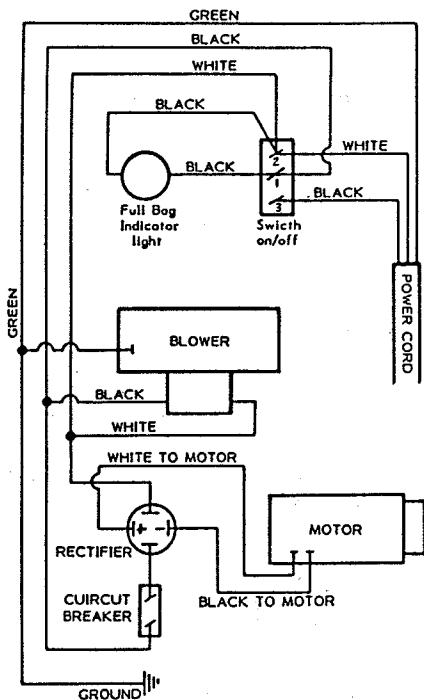 GREEN
BLACK
WHITE
BLACK
WHITE
2
BLACK
1
BLACK
3
Full Bag
Indicator
light
Swicth
on/off
POWER CORD
GREEN
BLOWER
BLACK
WHITE
WHITE TO MOTOR
+ -
MOTOR
RECTIFIER
CUIRCUT
BREAKER
BLACK TO MOTOR
GROUND